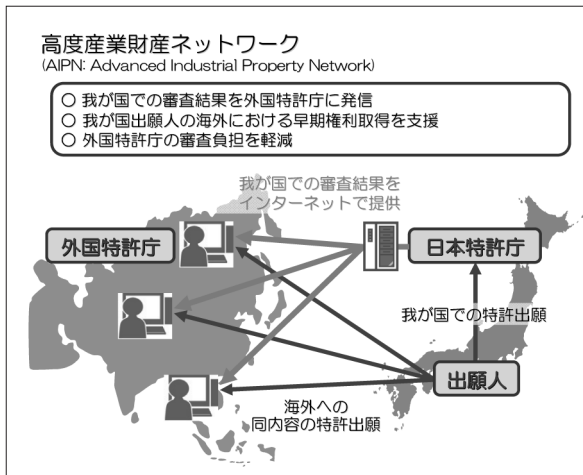 高度産業財産ネットワーク
(AIPN: Advanced Industrial Property Network)
○ 我が国での審査結果を外国特許庁に発信
○ 我が国出願人の海外における早期権利取得を支援
○ 外国特許庁の審査負担を軽減
我が国での審査結果を
インターネットで提供
外国特許庁
日本特許庁
我が国での特許出願
出願人
海外への
同内容の特許出願